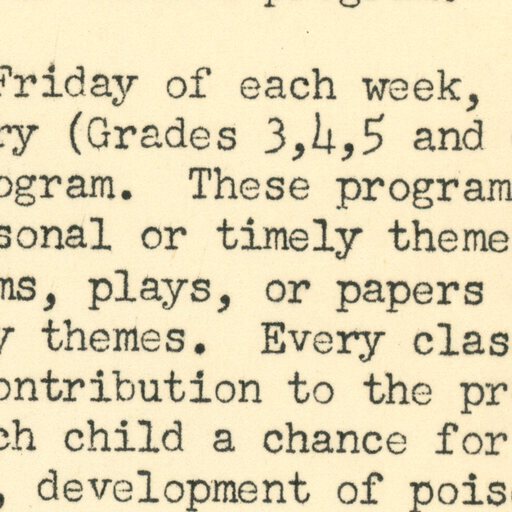 Friday of each week,
ry (Grades 3,4,5 and
ogram. These program
sonal or timely theme
ms, plays, or papers
y themes. Every clas
ontribution to the pr
ch child a chance for
, development of pois